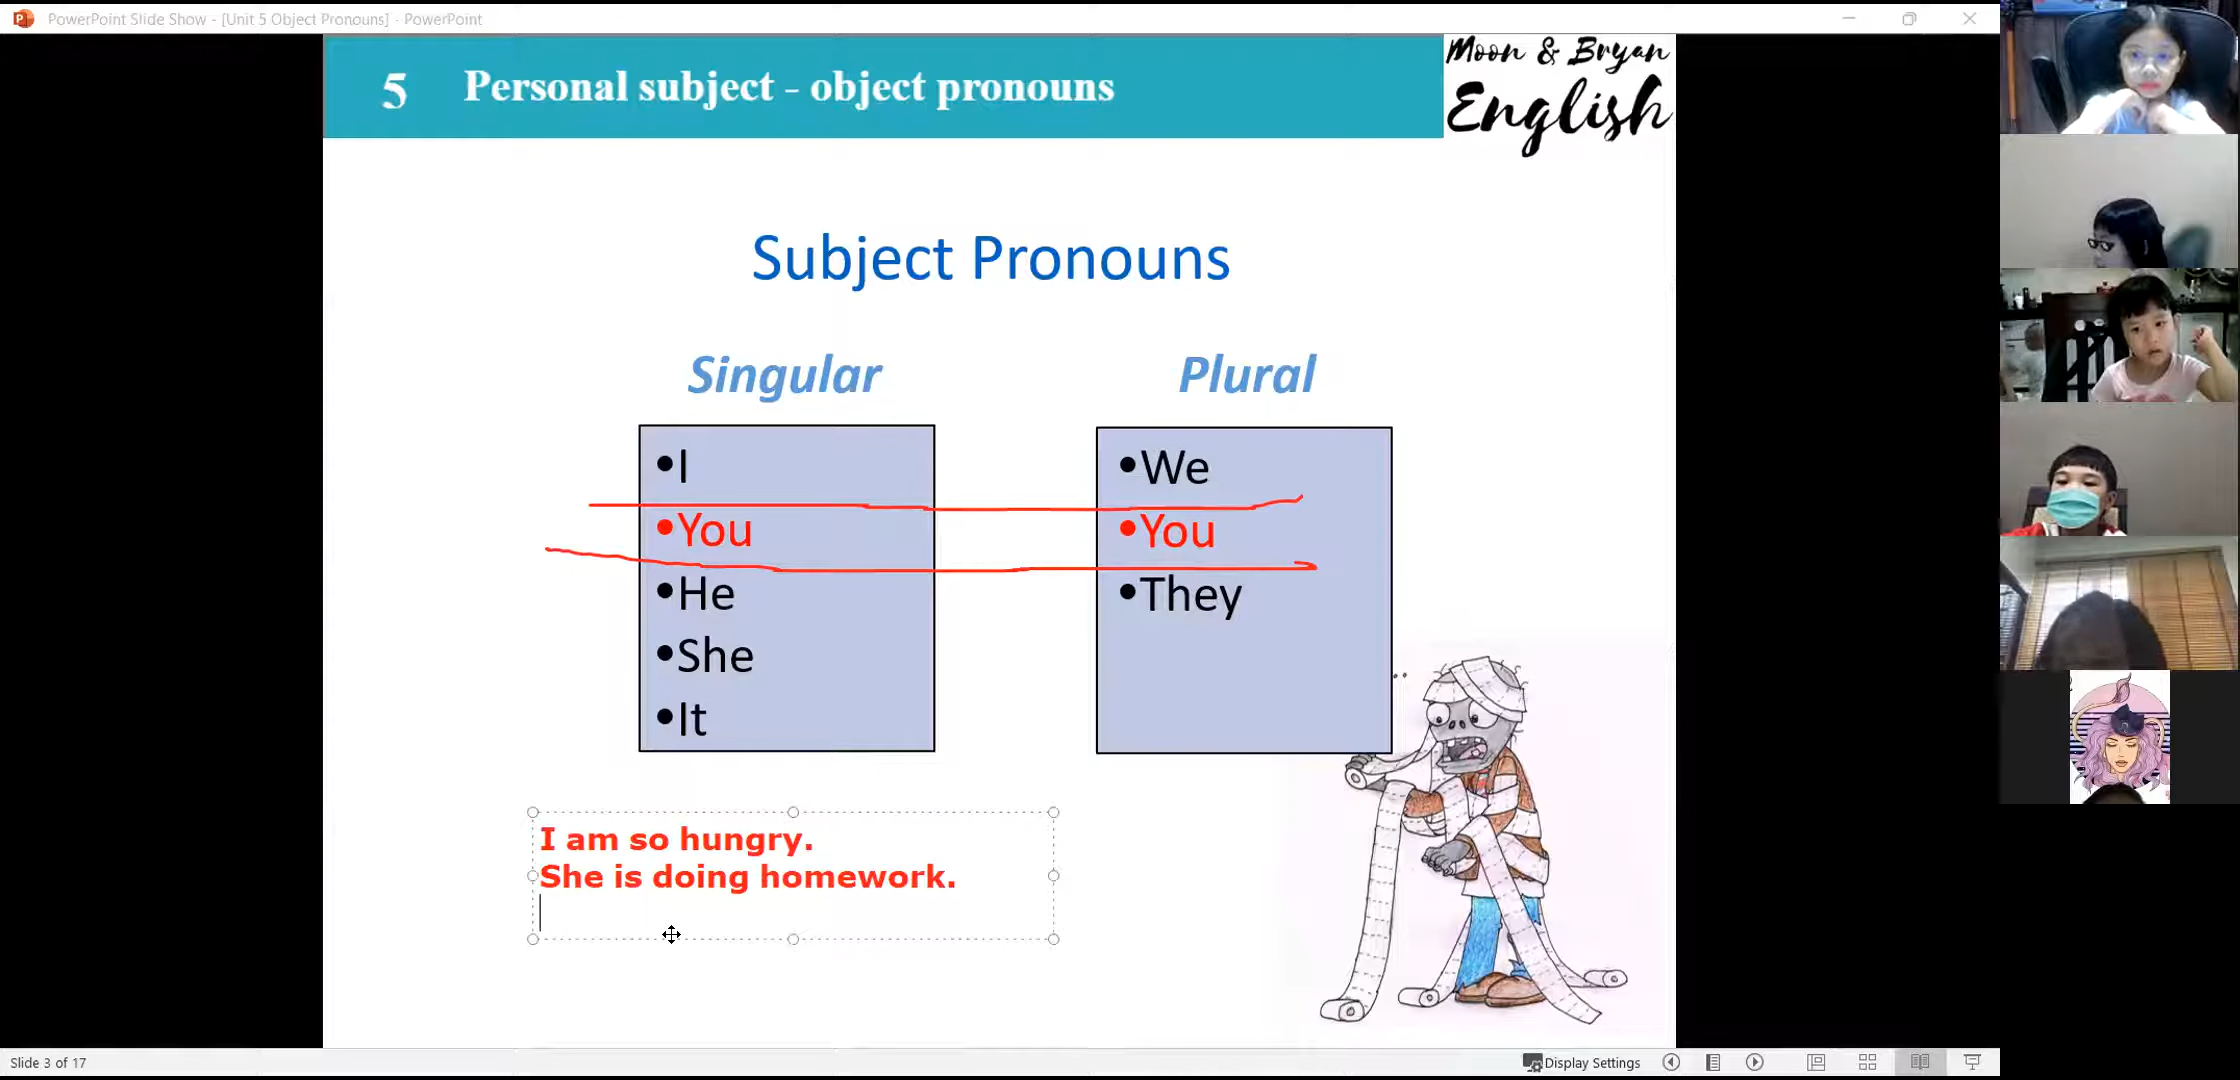 PowerPoint Slide Show - [Unit 5 Object Pronouns] - PowerPoint
5 Personal subject - object pronouns
Moon & Bryan
English
Subject Pronouns
Singular
Plural
•I
•You
•He
•She
•It
•We
•You
•They
I am so hungry.
She is doing homework.
Slide 3 of 17
Display Settings